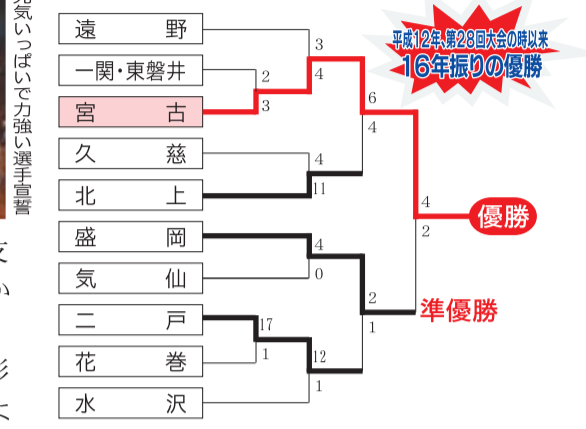 元気いっぱいで力強い選手宣誓
平成12年、第28回大会の時以来
16年振りの優勝
遠野
一関・東磐井
宮古
久慈
北上
盛岡
気仙
二戸
花巻
水沢
3
4
2
3
6
4
4
11
4
2
4
0
2
1
17
1
12
1
優勝
準優勝